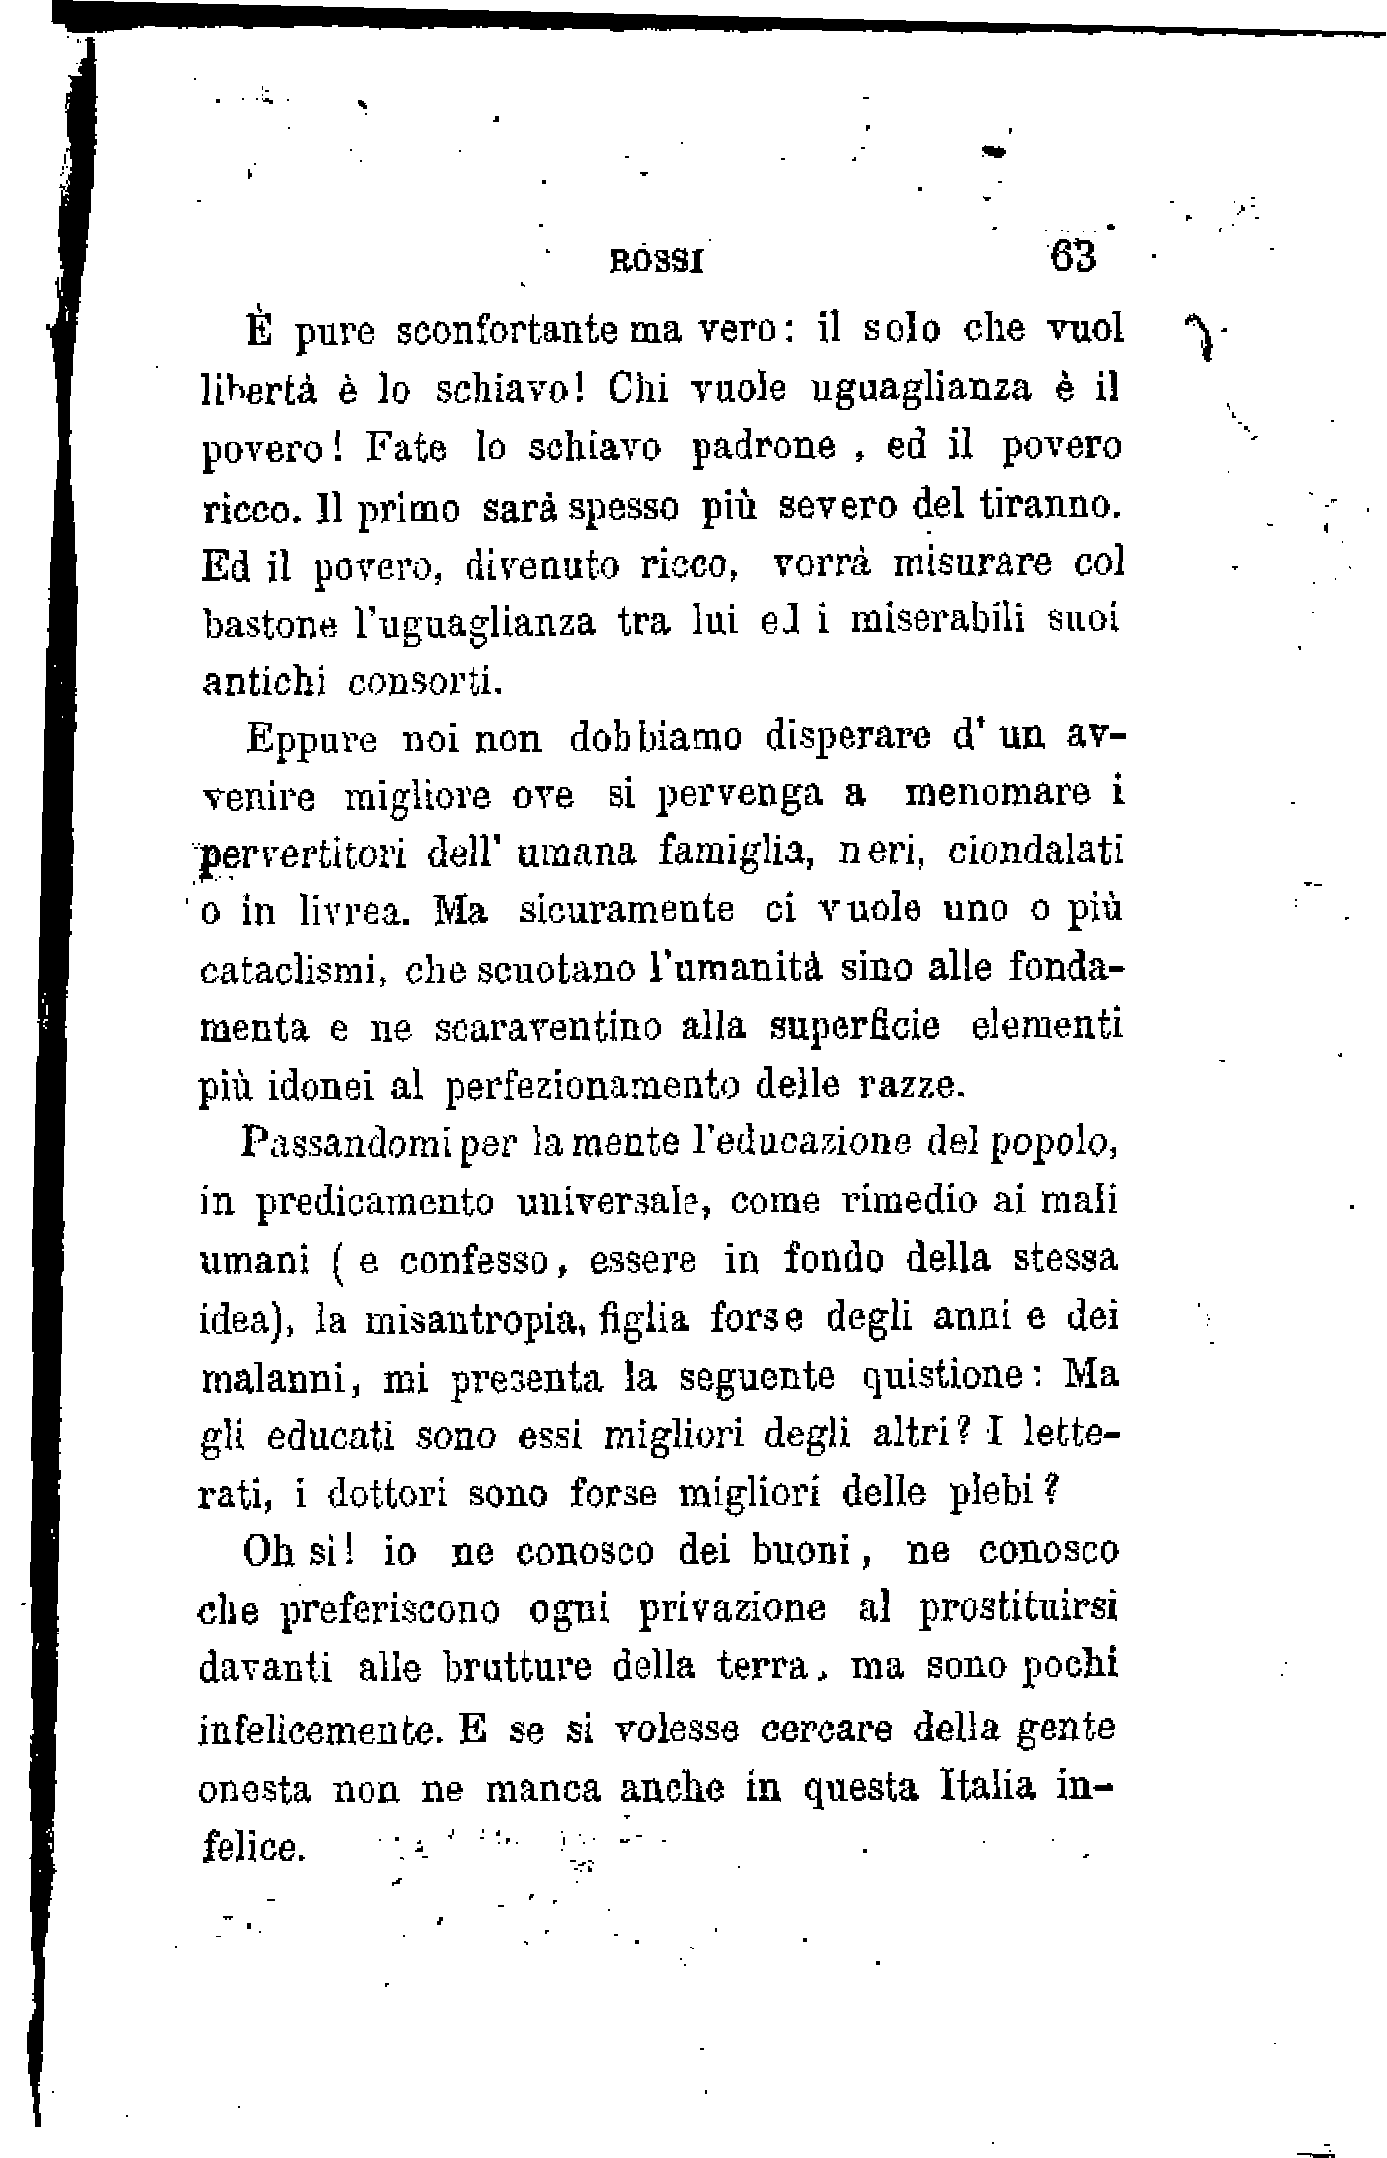 ROSSI 63
È pure sconfortante ma vero: il solo che vuol
libertà è lo schiavo! Chi vuole uguaglianza è il
povero! Fate lo schiavo padrone, ed il povero
ricco. Il primo sarà spesso più severo del tiranno.
Ed il povero, divenuto ricco, vorrà misurare col
bastone l'uguaglianza tra lui ed i miserabili suoi
antichi consorti.
Eppure noi non dobbiamo disperare d'un av-
venire migliore ove si pervenga a menomare i
pervertitori dell'umana famiglia, neri, ciondalati
o in livrea. Ma sicuramente ci vuole uno o più
cataclismi, che scuotano l'umanità sino alle fonda-
menta e ne scaraventino alla superficie elementi
più idonei al perfezionamento delle razze.
Passandomi per la mente l'educazione del popolo,
in predicamento universale, come rimedio ai mali
umani (e confesso, essere in fondo della stessa
idea), la misantropia, figlia forse degli anni e dei
malanni, mi presenta la seguente quistione: Ma
gli educati sono essi migliori degli altri? I lette-
rati, i dottori sono forse migliori delle plebi?
Oh si! io ne conosco dei buoni, ne conosco
che preferiscono ogni privazione al prostituirsi
davanti alle brutture della terra, ma sono pochi
infelicemente. E se si volesse cercare della gente
onesta non ne manca anche in questa Italia in-
felice.